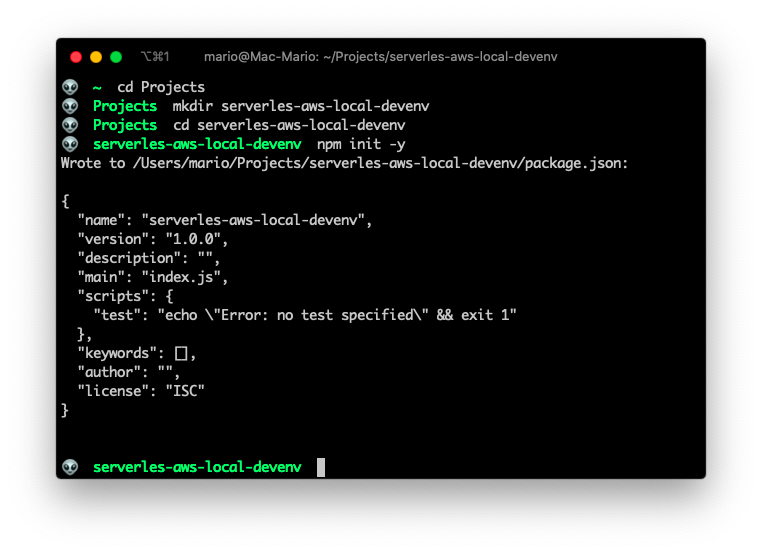 ⌥⌘1 mario@Mac-Mario: ~/Projects/serverles-aws-local-devenv
👽 ~ cd Projects
👽 Projects mkdir serverles-aws-local-devenv
👽 Projects cd serverles-aws-local-devenv
👽 serverles-aws-local-devenv npm init -y
Wrote to /Users/mario/Projects/serverles-aws-local-devenv/package.json:
{
  "name": "serverles-aws-local-devenv",
  "version": "1.0.0",
  "description": "",
  "main": "index.js",
  "scripts": {
    "test": "echo \"Error: no test specified\" && exit 1"
  },
  "keywords": [],
  "author": "",
  "license": "ISC"
}
👽 serverles-aws-local-devenv